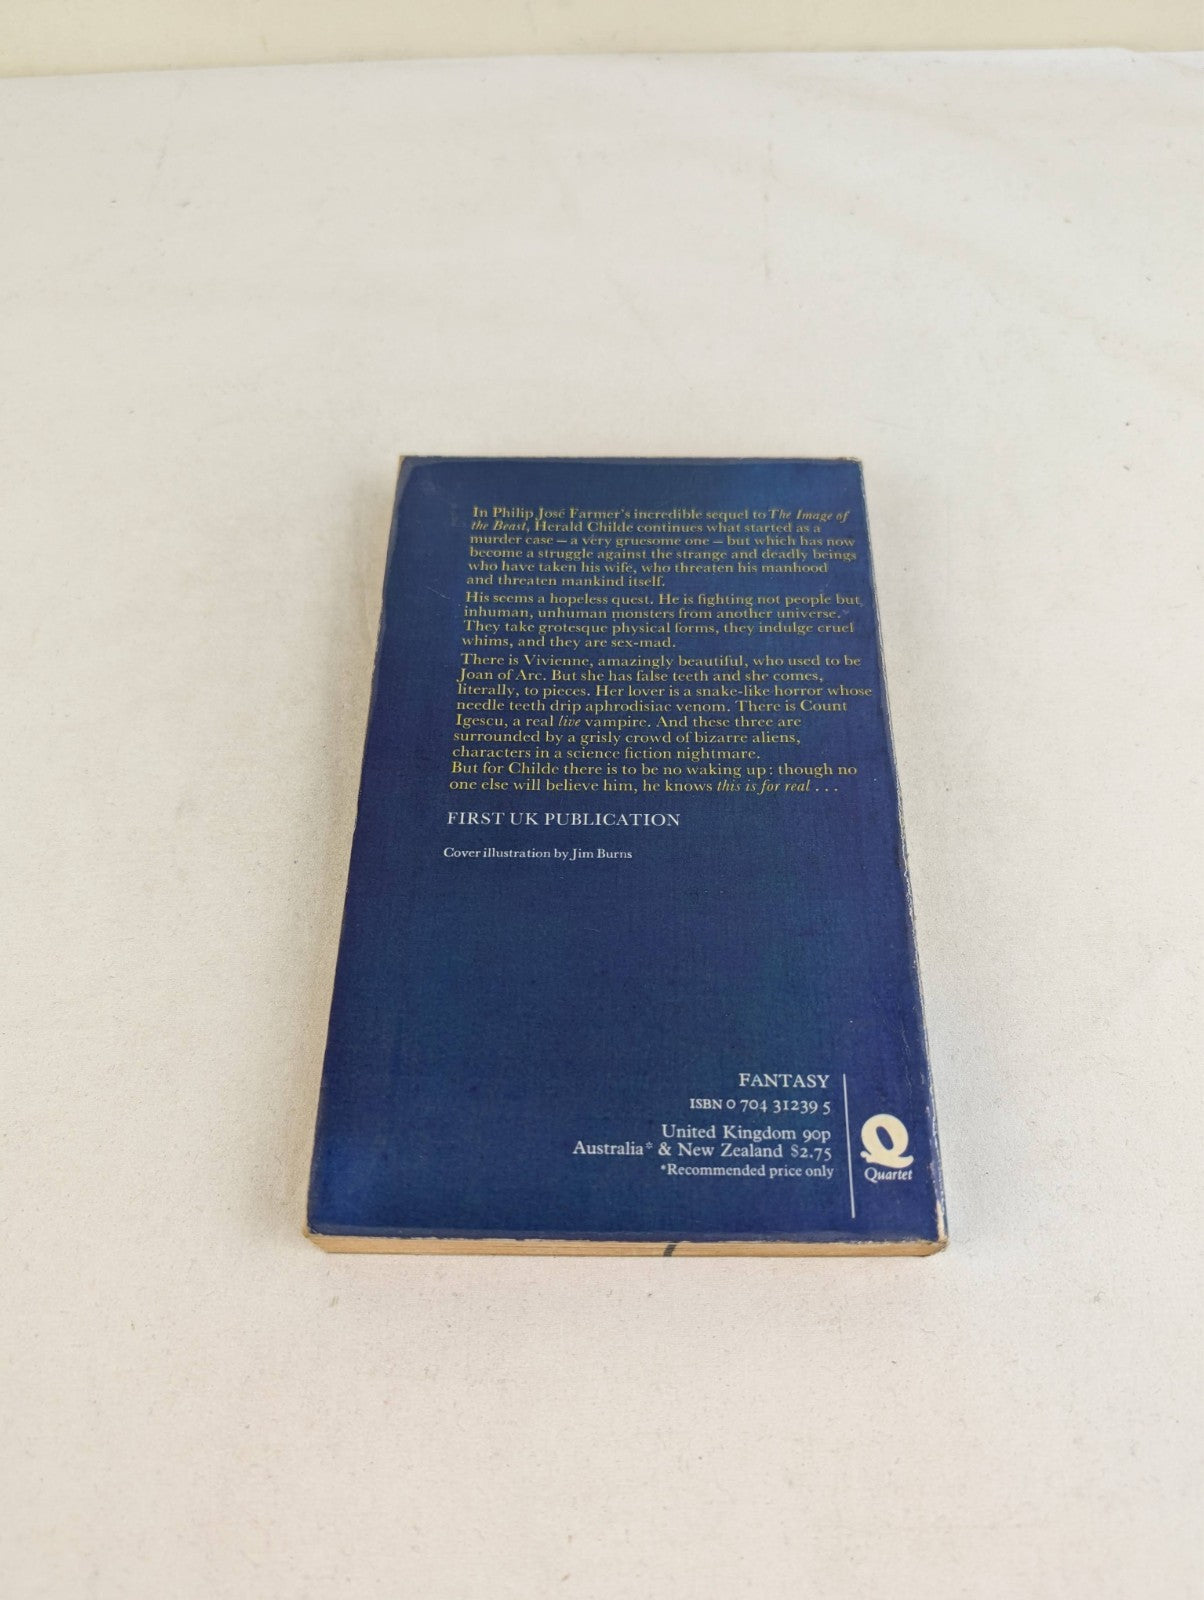 In Philip José Farmer's incredible sequel to The Image of
the Beast, Herald Childe continues what started as a
murder case – a very gruesome one – but which has now
become a struggle against the strange and deadly beings
who have taken his wife, who threaten his manhood
and threaten mankind itself.
His seems a hopeless quest. He is fighting not people but
inhuman, unhuman monsters from another universe.
They take grotesque physical forms, they indulge cruel
whims, and they are sex-mad.
There is Vivienne, amazingly beautiful, who used to be
Joan of Arc. But she has false teeth and she comes,
literally, to pieces. Her lover is a snake-like horror whose
needle teeth drip aphrodisiac venom. There is Count
Igescu, a real live vampire. And these three are
surrounded by a grisly crowd of bizarre aliens,
characters in a science fiction nightmare.
But for Childe there is to be no waking up: though no
one else will believe him, he knows this is for real . . .
FIRST UK PUBLICATION
Cover illustration by Jim Burns
FANTASY
ISBN 0 704 31239 5
United Kingdom 90p
Australia* & New Zealand $2.75
*Recommended price only
Q
Quartet